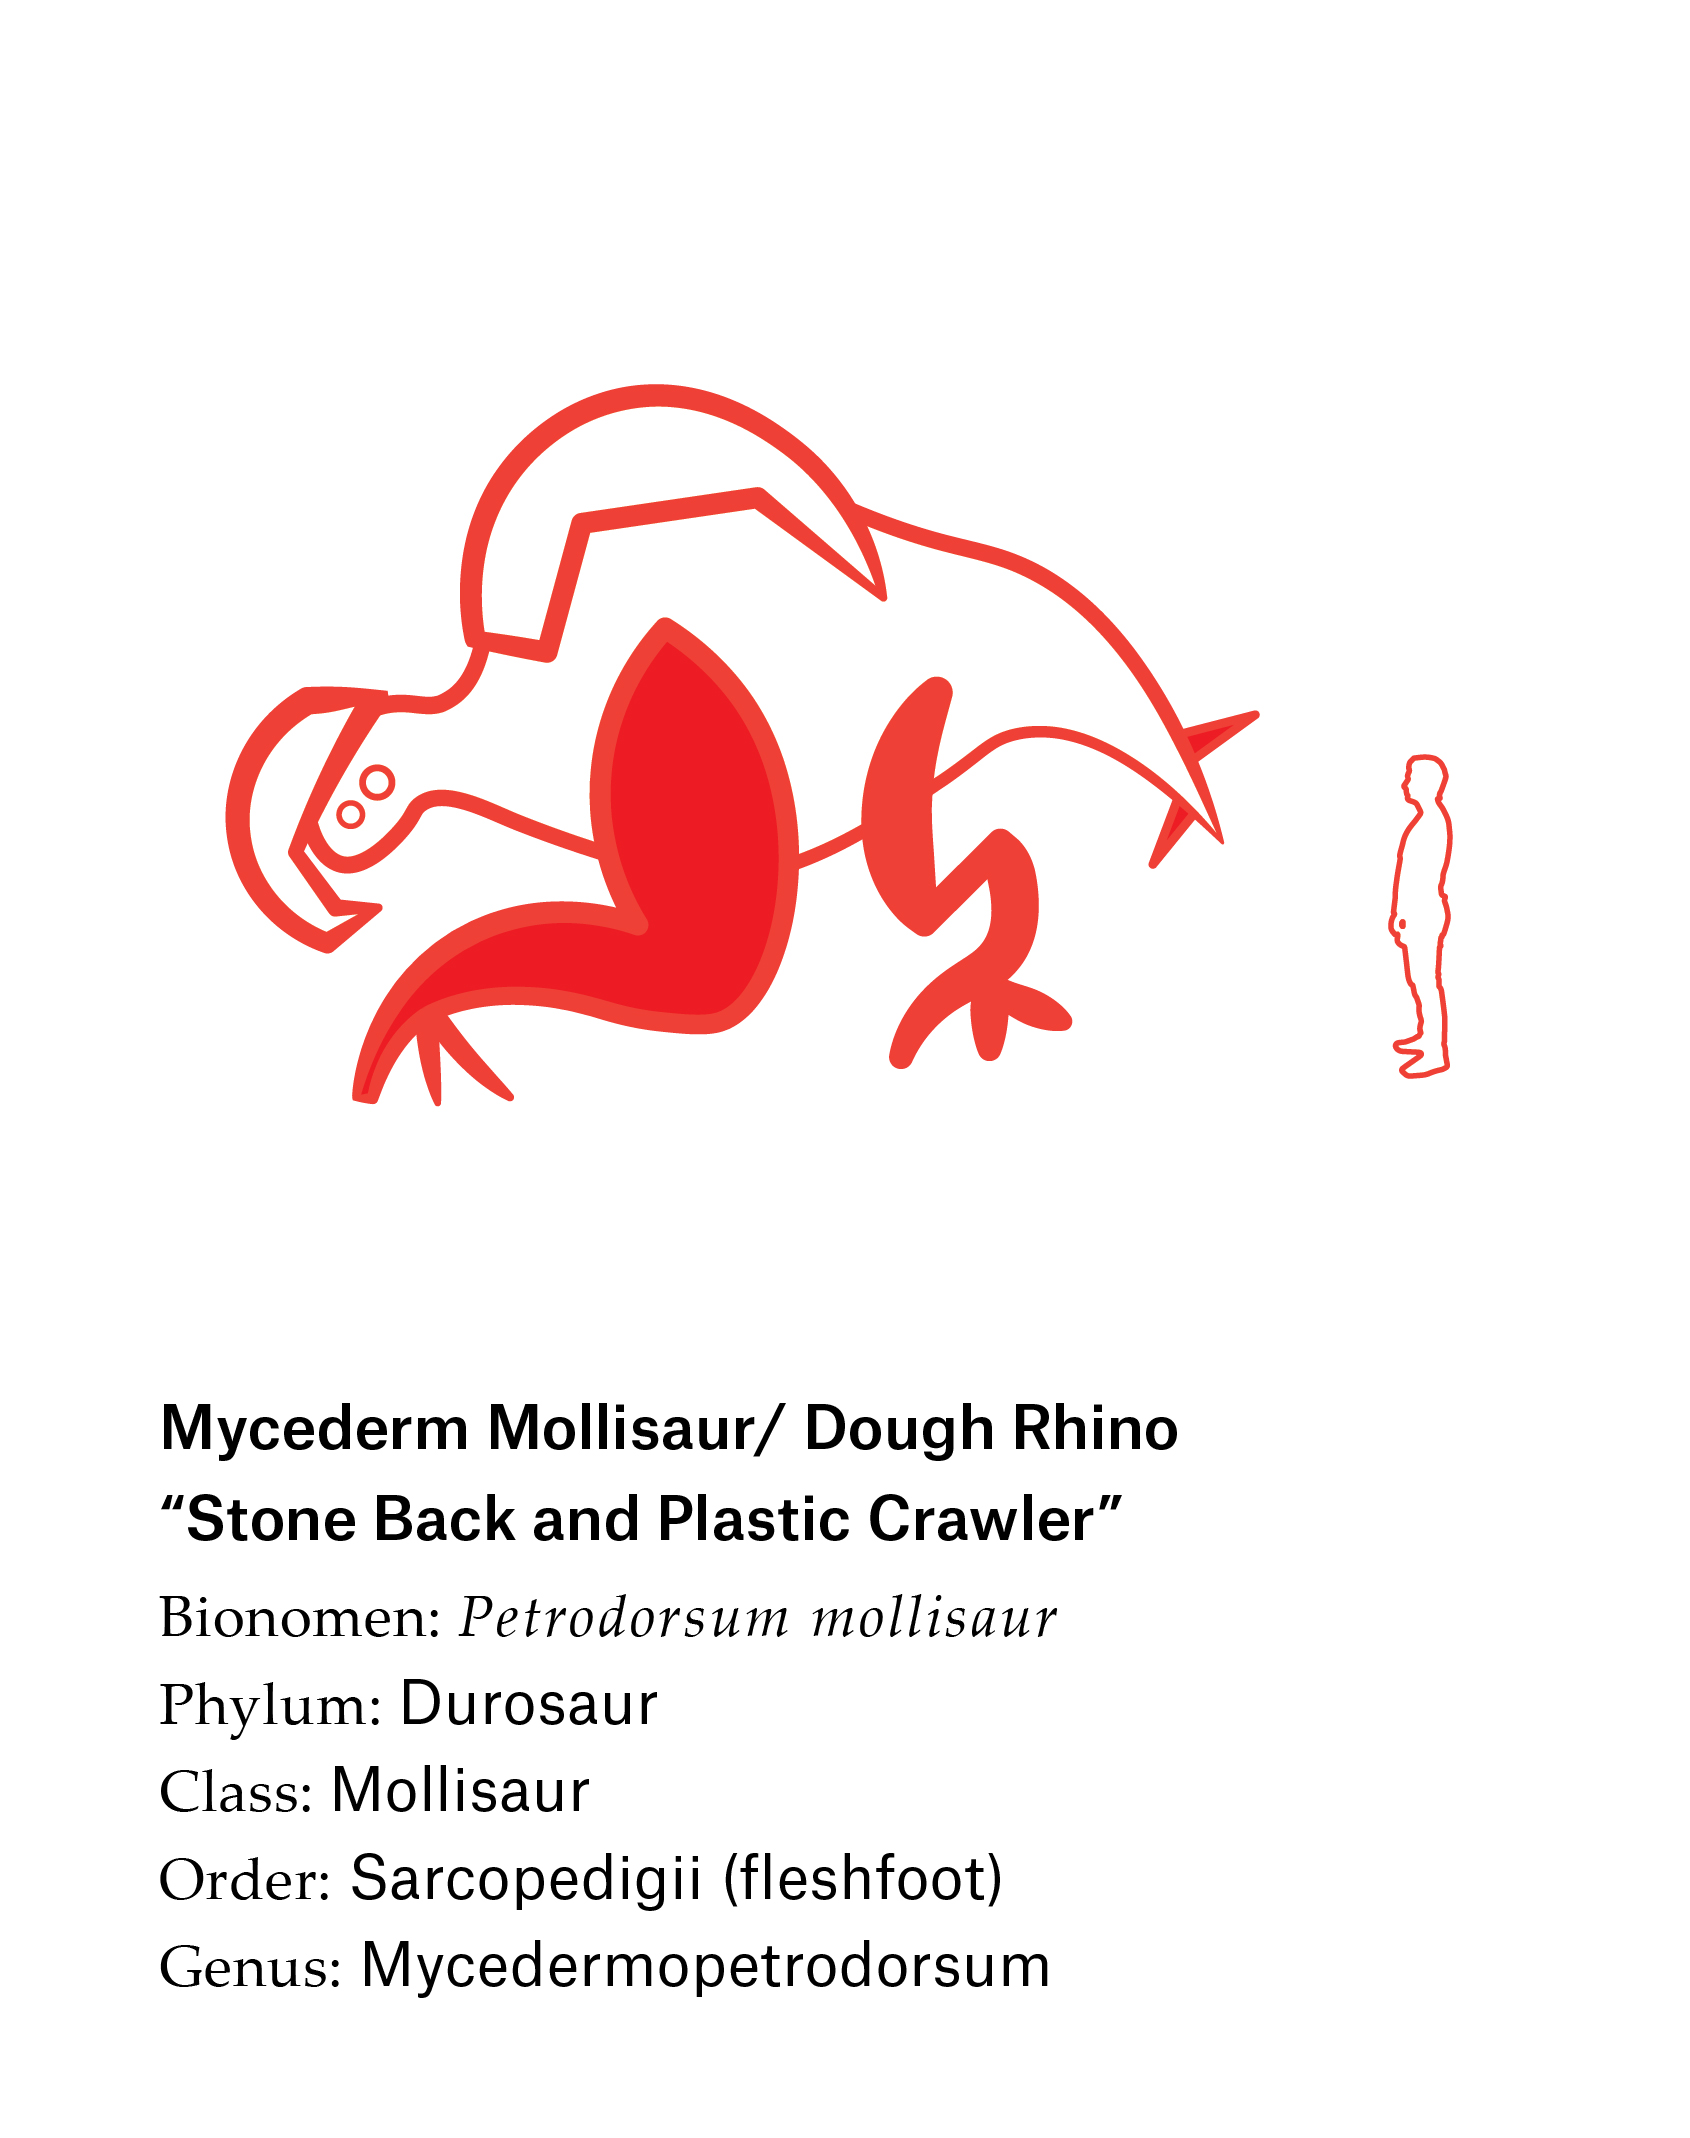 Mycederm Mollisaur/ Dough Rhino
“Stone Back and Plastic Crawler”
Bionomen: Petrodorsum mollisaur
Phylum: Durosaur
Class: Mollisaur
Order: Sarcopedigii (fleshfoot)
Genus: Mycedermopetrodorsum